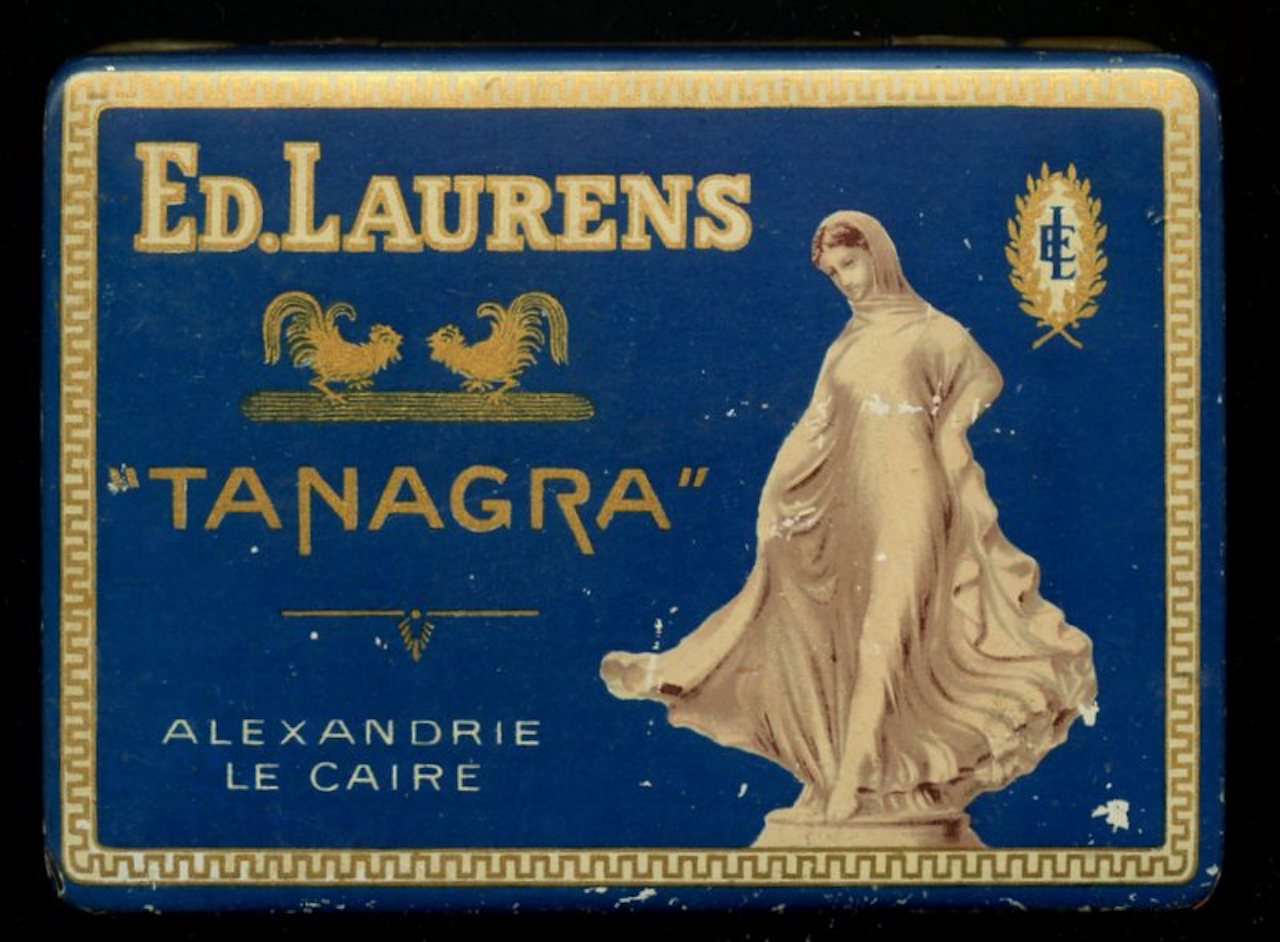 ED. LAURENS
EL
"TANAGRA"
ALEXANDRIE
LE CAIRE